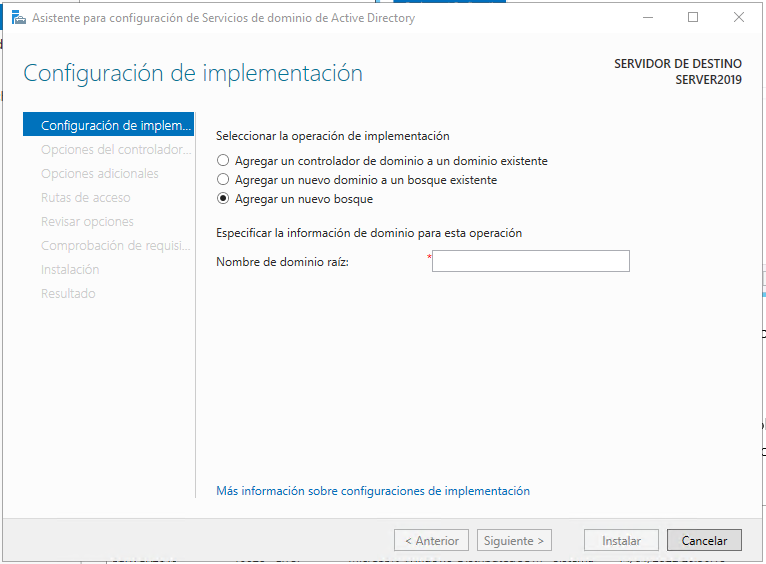 Asistente para configuración de Servicios de dominio de Active Directory
Configuración de implementación
SERVIDOR DE DESTINO
SERVER2019
Configuración de implem...
Opciones del controlador...
Opciones adicionales
Rutas de acceso
Revisar opciones
Comprobación de requisi...
Instalación
Resultado
Seleccionar la operación de implementación
Agregar un controlador de dominio a un dominio existente
Agregar un nuevo dominio a un bosque existente
Agregar un nuevo bosque
Especificar la información de dominio para esta operación
Nombre de dominio raíz:
*
Más información sobre configuraciones de implementación
< Anterior
Siguiente >
Instalar
Cancelar